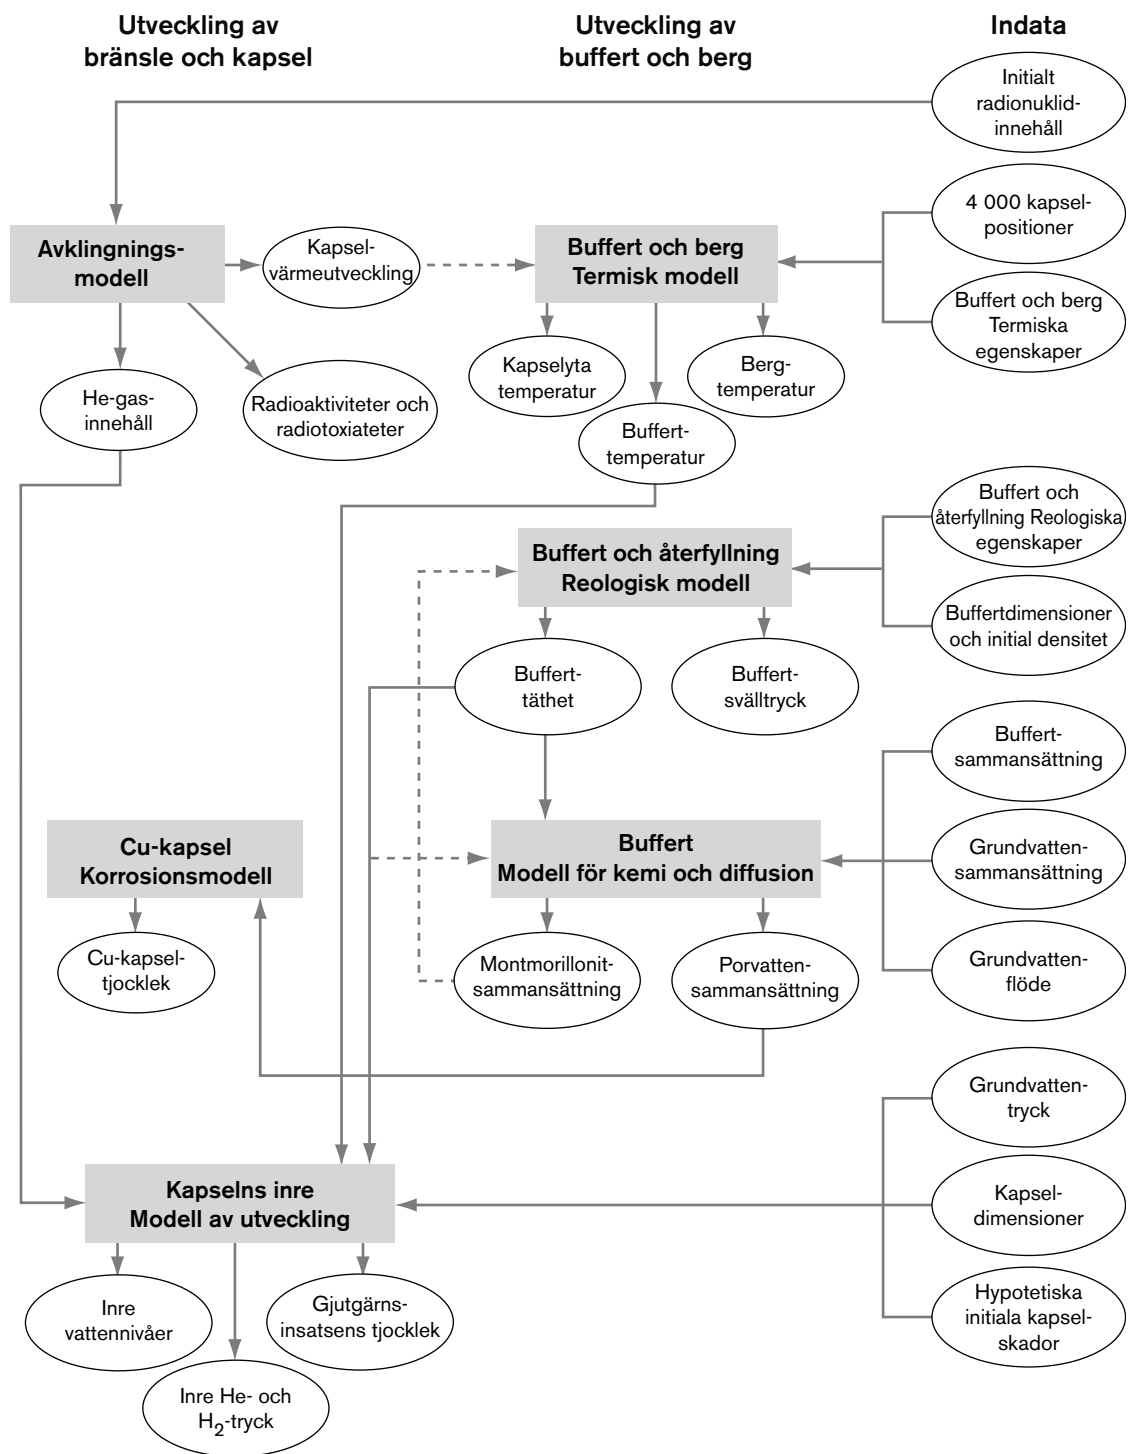 Utveckling av
bränsle och kapsel
Utveckling av
buffert och berg
Indata
Initialt
radionuklid-
innehåll
4 000 kapsel-
positioner
Avklingnings-
modell
Kapsel-
värmeutveckling
Buffert och berg
Termisk modell
Buffert och berg
Termiska
egenskaper
Kapselyta
temperatur
Berg-
temperatur
He-gas-
innehåll
Radioaktiviteter och
radiotoxiateter
Buffert-
temperatur
Buffert och
återfyllning Reologiska
egenskaper
Buffert och återfyllning
Reologisk modell
Buffertdimensioner
och initial densitet
Buffert-
täthet
Buffert-
svälltryck
Buffert-
sammansättning
Cu-kapsel
Korrosionsmodell
Buffert
Modell för kemi och diffusion
Grundvatten-
sammansättning
Cu-kapsel-
tjocklek
Montmorillonit-
sammansättning
Porvatten-
sammansättning
Grundvatten-
flöde
Grundvatten-
tryck
Kapselns inre
Modell av utveckling
Kapsel-
dimensioner
Inre
vattennivåer
Gjutgärns-
insatsens tjocklek
Hypotetiska
initiala kapsel-
skador
Inre He- och
H2-tryck